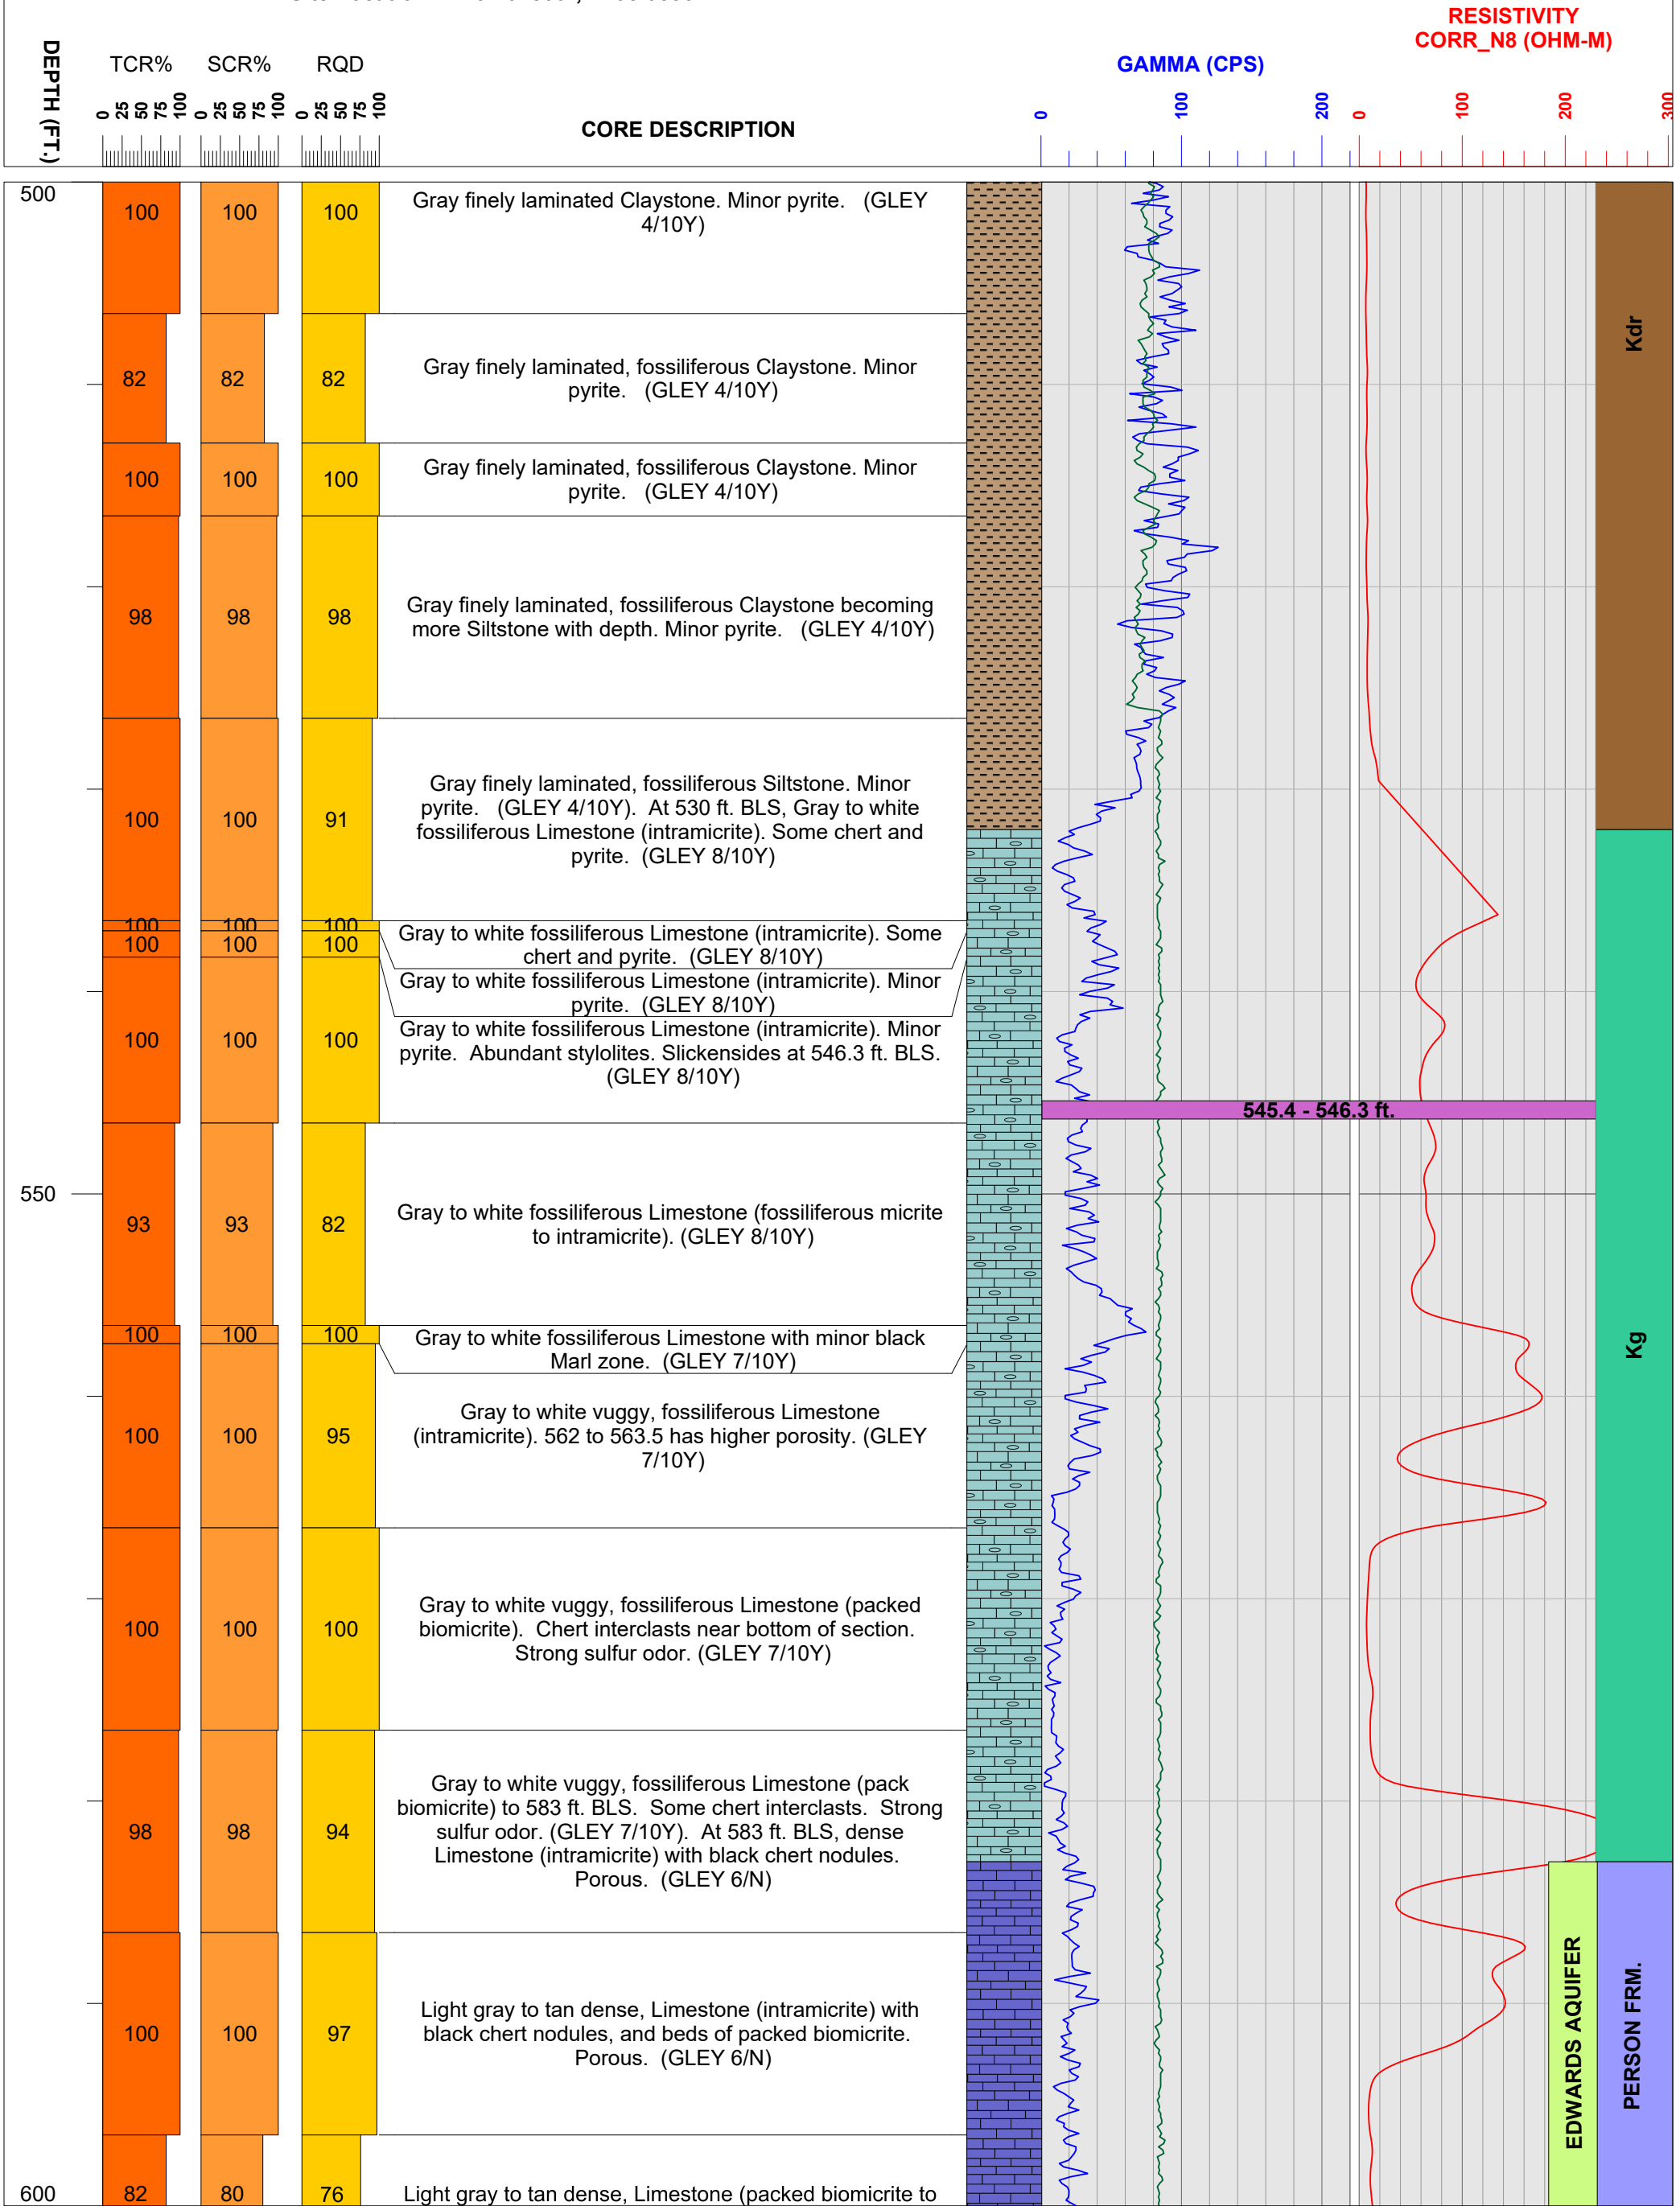 RESISTIVITY
CORR_N8 (OHM-M)
DEPTH (FT.)
TCR%
SCR%
RQD
GAMMA (CPS)
0 25 50 75 100
0 25 50 75 100
0 25 50 75 100
CORE DESCRIPTION
0 100 200
0 100 200 300
500
100 100 100
Gray finely laminated Claystone. Minor pyrite. (GLEY
4/10Y)
Kdr
82 82 82
Gray finely laminated, fossiliferous Claystone. Minor
pyrite. (GLEY 4/10Y)
100 100 100
Gray finely laminated, fossiliferous Claystone. Minor
pyrite. (GLEY 4/10Y)
98 98 98
Gray finely laminated, fossiliferous Claystone becoming
more Siltstone with depth. Minor pyrite. (GLEY 4/10Y)
100 100 91
Gray finely laminated, fossiliferous Siltstone. Minor
pyrite. (GLEY 4/10Y). At 530 ft. BLS, Gray to white
fossiliferous Limestone (intramicrite). Some chert and
pyrite. (GLEY 8/10Y)
100 100 100
Gray to white fossiliferous Limestone (intramicrite). Some
chert and pyrite. (GLEY 8/10Y)
100 100 100
Gray to white fossiliferous Limestone (intramicrite). Minor
pyrite. (GLEY 8/10Y)
100 100 100
Gray to white fossiliferous Limestone (intramicrite). Minor
pyrite. Abundant stylolites. Slickensides at 546.3 ft. BLS.
(GLEY 8/10Y)
545.4 - 546.3 ft.
550
93 93 82
Gray to white fossiliferous Limestone (fossiliferous micrite
to intramicrite). (GLEY 8/10Y)
Kg
100 100 100
Gray to white fossiliferous Limestone with minor black
Marl zone. (GLEY 7/10Y)
100 100 95
Gray to white vuggy, fossiliferous Limestone
(intramicrite). 562 to 563.5 has higher porosity. (GLEY
7/10Y)
100 100 100
Gray to white vuggy, fossiliferous Limestone (packed
biomicrite). Chert interclasts near bottom of section.
Strong sulfur odor. (GLEY 7/10Y)
98 98 94
Gray to white vuggy, fossiliferous Limestone (pack
biomicrite) to 583 ft. BLS. Some chert interclasts. Strong
sulfur odor. (GLEY 7/10Y). At 583 ft. BLS, dense
Limestone (intramicrite) with black chert nodules.
Porous. (GLEY 6/N)
100 100 97
Light gray to tan dense, Limestone (intramicrite) with
black chert nodules, and beds of packed biomicrite.
Porous. (GLEY 6/N)
EDWARDS AQUIFER
PERSON FRM.
600
82 80 76
Light gray to tan dense, Limestone (packed biomicrite to